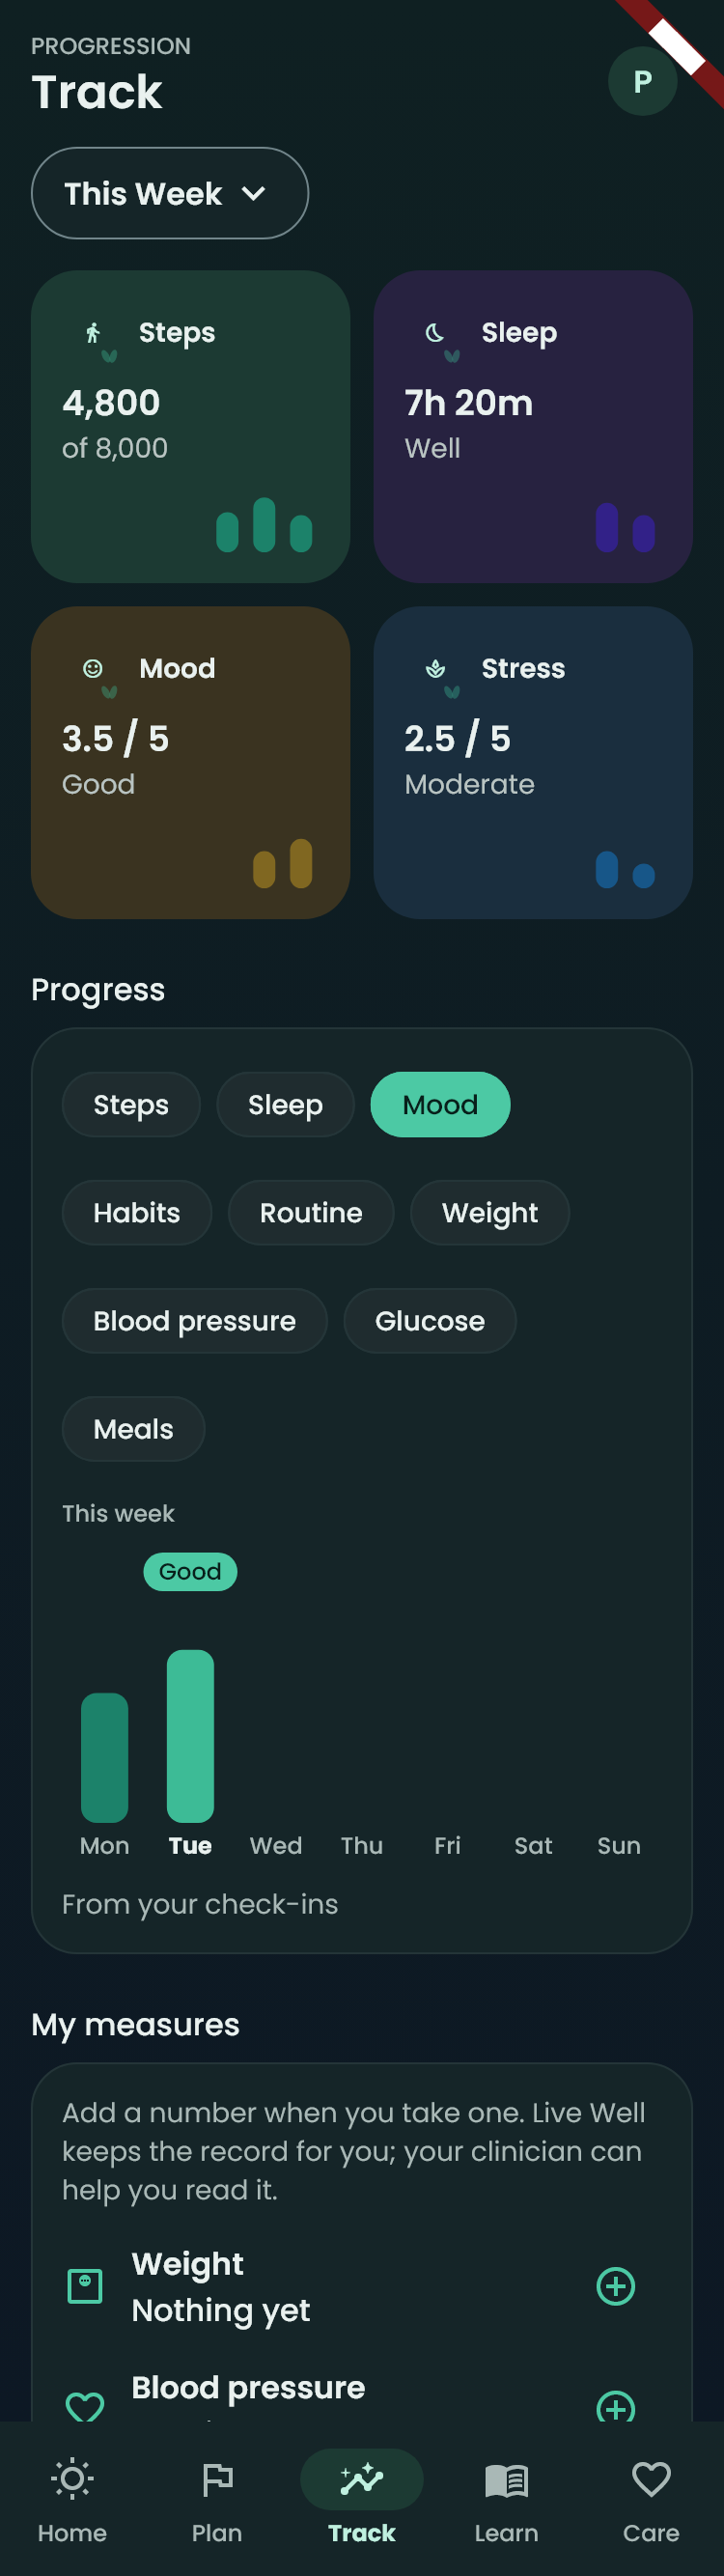 PROGRESSION
Track
P
This Week
Steps
4,800
of 8,000
Sleep
7h 20m
Well
Mood
3.5 / 5
Good
Stress
2.5 / 5
Moderate
Progress
Steps Sleep Mood
Habits Routine Weight
Blood pressure Glucose
Meals
This week
Good
Mon Tue Wed Thu Fri Sat Sun
From your check-ins
My measures
Add a number when you take one. Live Well
keeps the record for you; your clinician can
help you read it.
Weight
Nothing yet
Blood pressure
Home Plan Track Learn Care